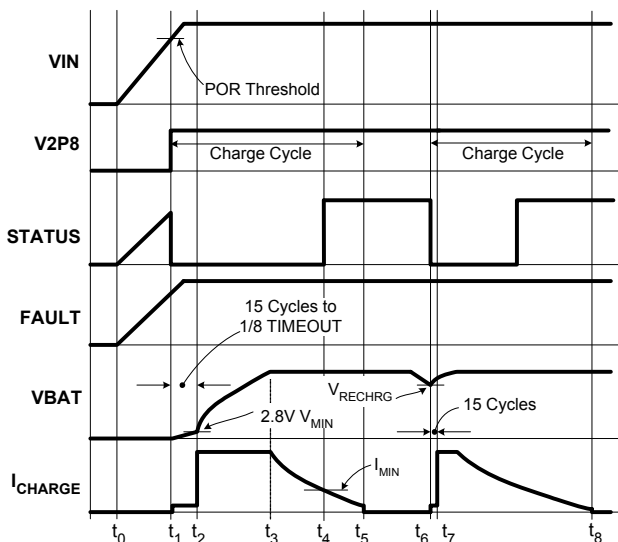 VIN
POR Threshold
V2P8
Charge Cycle
Charge Cycle
STATUS
FAULT
15 Cycles to
1/8 TIMEOUT
VBAT
VRECHRG
2.8V VMIN
15 Cycles
ICHARGE
IMIN
t0 t1 t2 t3 t4 t5 t6 t7 t8